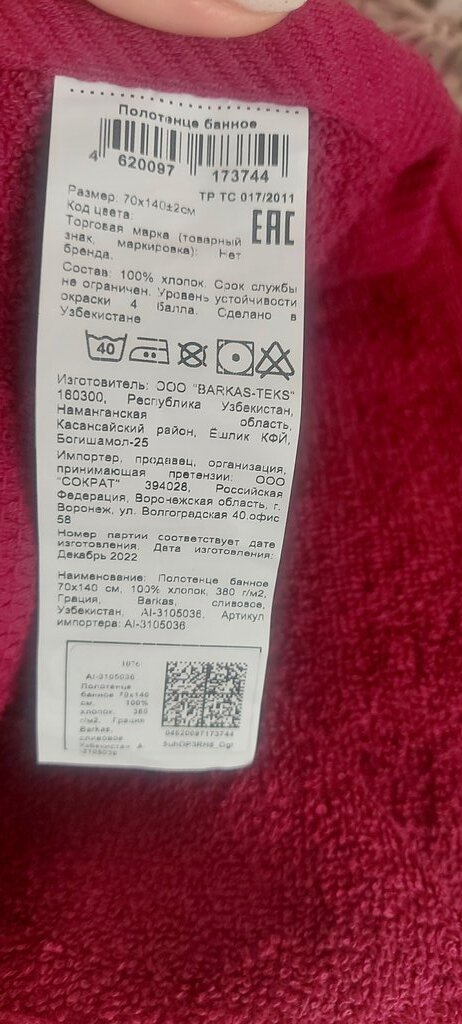 Полотенце банное
4 620097 173744
Размер: 70х140±2см
ТР ТС 017/2011
Код цвета:
EAC
Торговая марка (товарный
знак, маркировка): Нет
бренда.
Состав: 100% хлопок. Срок службы
не ограничен. Уровень устойчивости
окраски 4 балла. Сделано в
Узбекистане
40
Изготовитель: ООО "BARKAS-TEKS"
160300, Республика Узбекистан,
Наманганская область,
Касансайский район, Ёшлик КФЙ,
Богишамол-25
Импортер, продавец, организация,
принимающая претензии: ООО
"СОКРАТ" 394028, Российская
Федерация, Воронежская область, г.
Воронеж, ул. Волгоградская 40.офис
58
Номер партии соответствует дате
изготовления. Дата изготовления:
Декабрь 2022
Наименование: Полотенце банное
70х140 см, 100% хлопок, 380 г/м2,
Грация, Barkas, сливовое,
Узбекистан, AI-3105036. Артикул
импортера: AI-3105036
1076
AI-3105036
Полотенце
банное 70х140
см, 100%
хлопок, 380
г/м2, Грация
Barkas,
сливовое
Узбекистан A
3105036
04620097173744